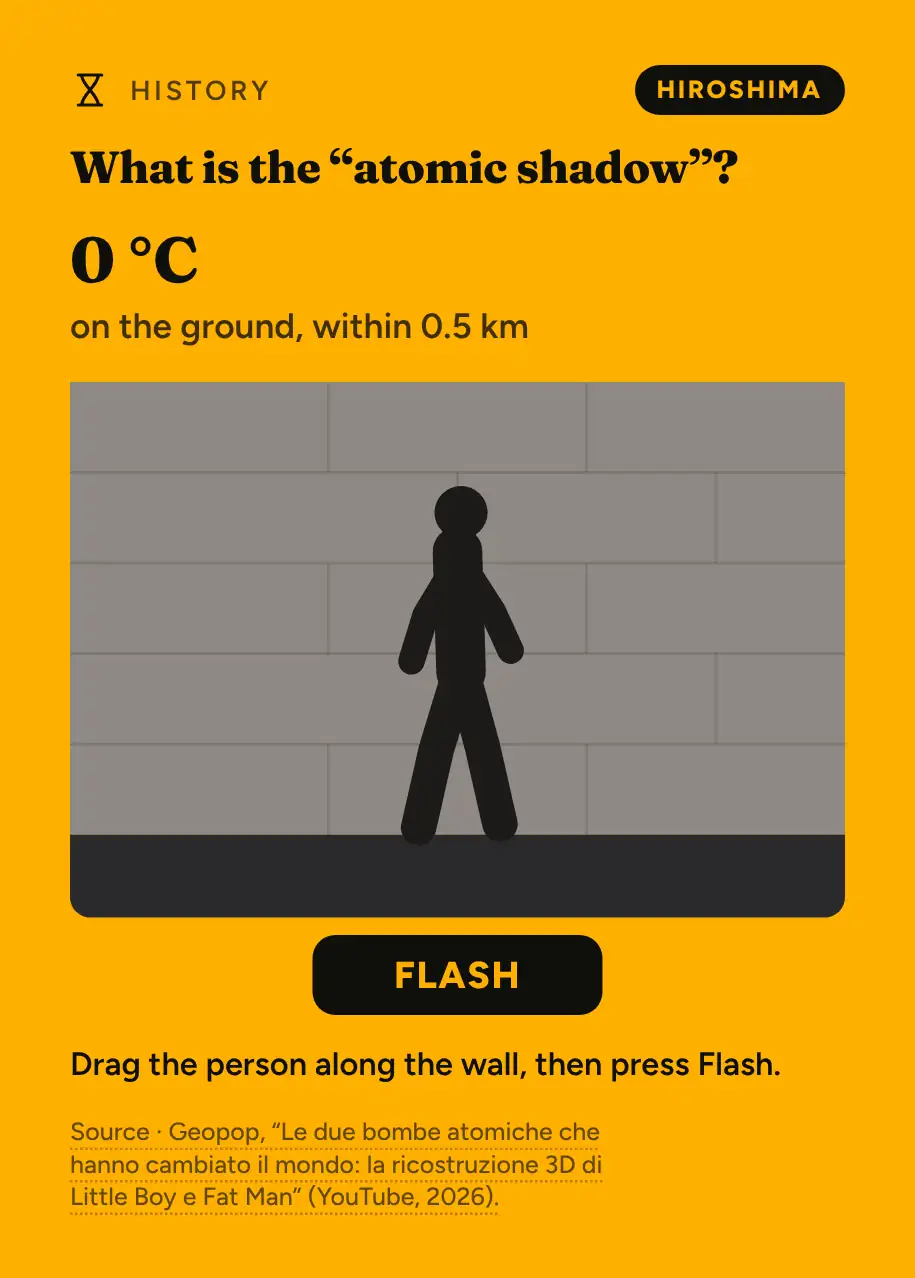 HISTORY
HIROSHIMA
What is the “atomic shadow”?
0 °C
on the ground, within 0.5 km
FLASH
Drag the person along the wall, then press Flash.
Source · Geopop, “Le due bombe atomiche che
hanno cambiato il mondo: la ricostruzione 3D di
Little Boy e Fat Man” (YouTube, 2026).